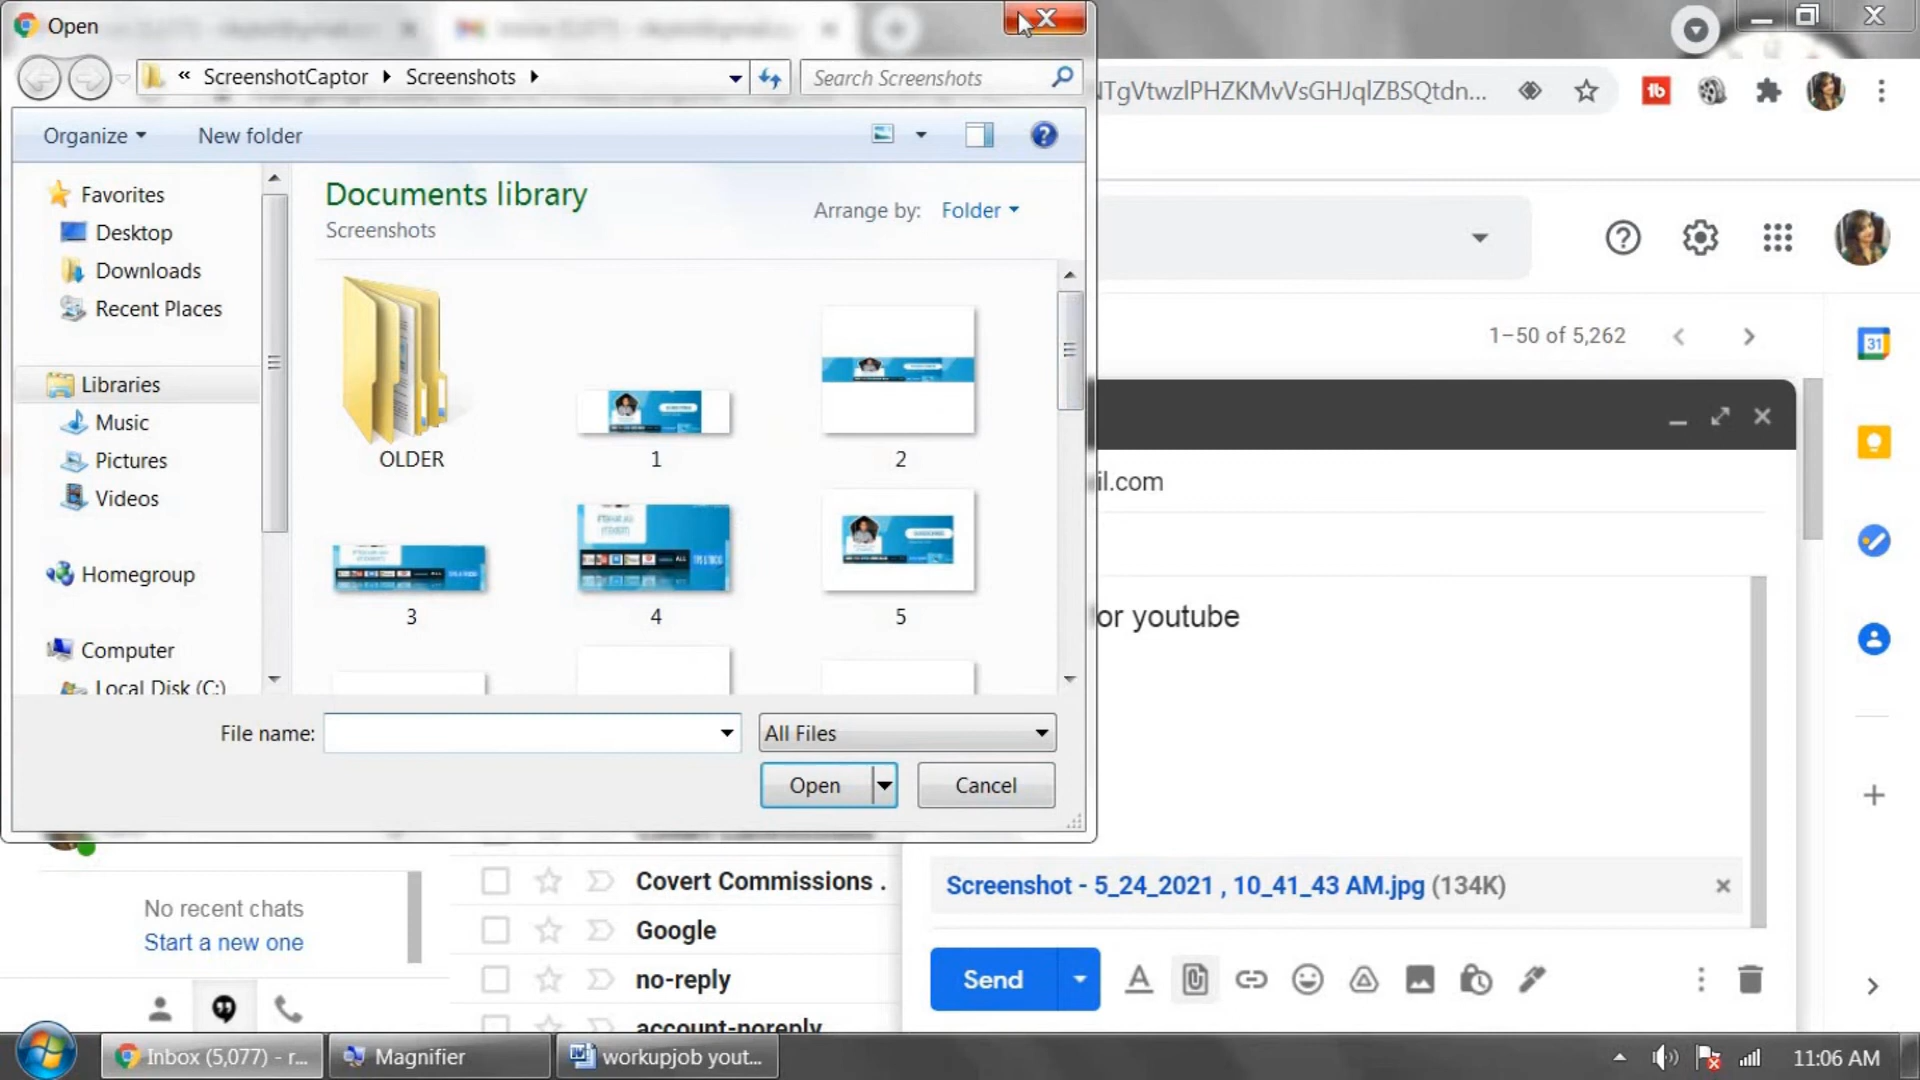 Open
« ScreenshotCaptor Screenshots
Search Screenshots
NTgVtwzlPHZKMvVsGHJqlZBSQtdn...
Organize
New folder
Favorites
Desktop
Downloads
Recent Places
Libraries
Music
Pictures
Videos
Homegroup
Computer
Local Disk (C:)
Documents library
Screenshots
Arrange by: Folder
OLDER
1
2
3
4
5
File name:
All Files
Open
Cancel
1–50 of 5,262
31
il.com
or youtube
Screenshot - 5_24_2021 , 10_41_43 AM.jpg (134K)
Send
No recent chats
Start a new one
Covert Commissions .
Google
no-reply
account-noreply
Inbox (5,077) - r...
Magnifier
workupjob yout...
11:06 AM